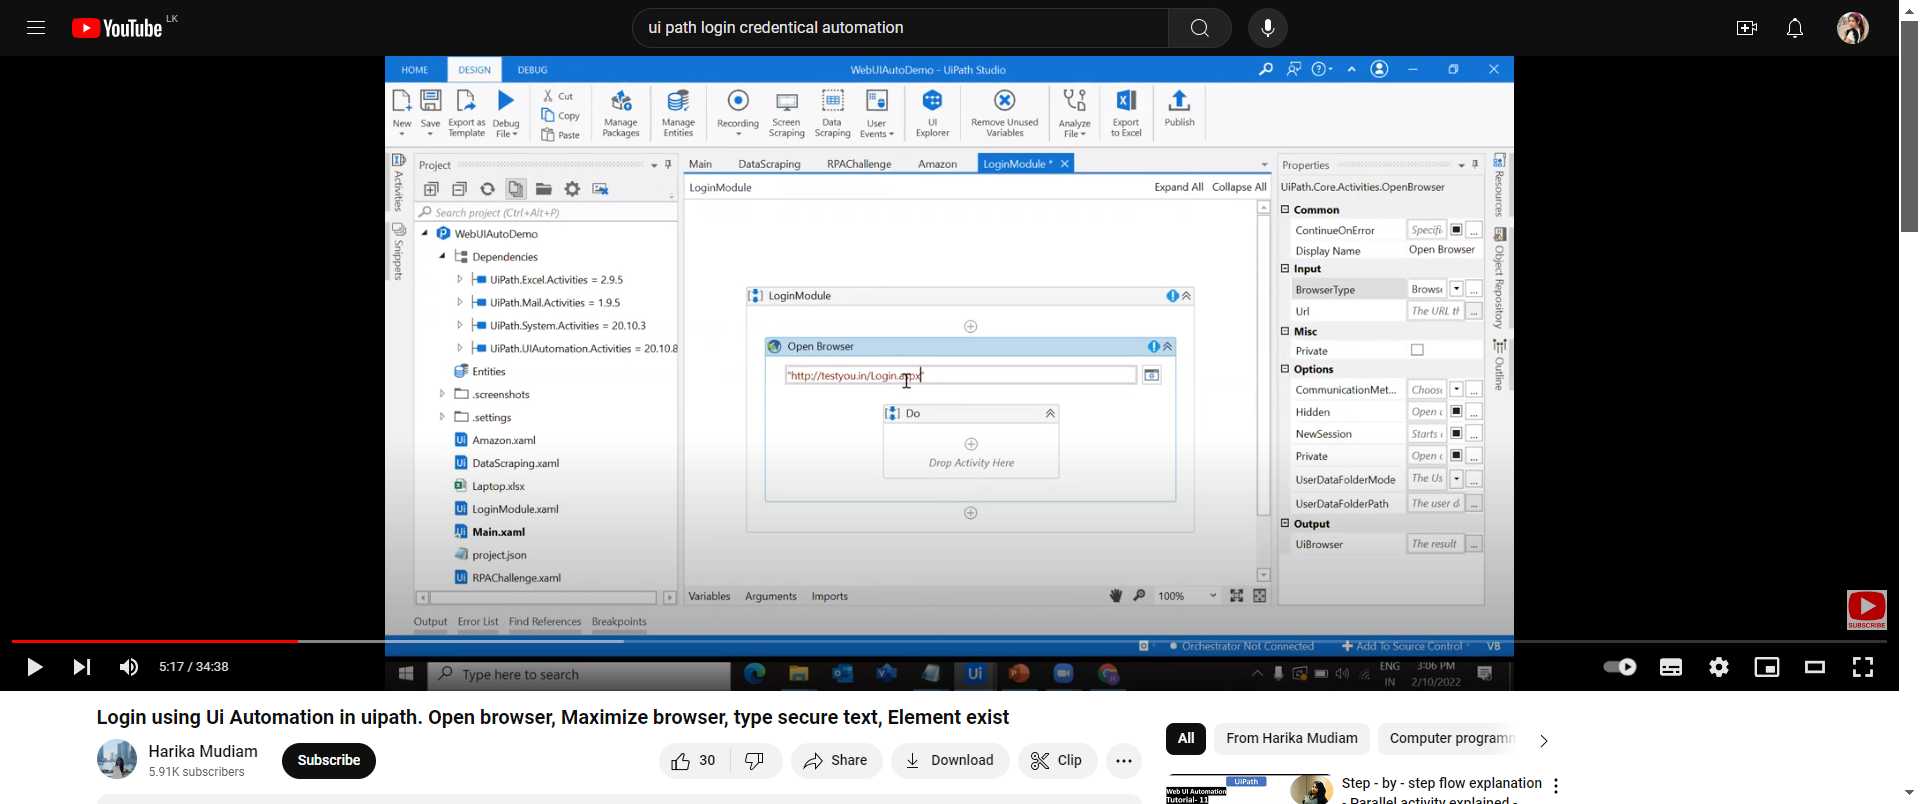 YouTube LK
ui path login credentical automation
HOME DESIGN DEBUG
WebUIAutoDemo - UiPath Studio
New Save Export as Template Debug File
Cut
Copy
Paste
Manage Packages
Manage Entities
Recording
Screen Scraping
Data Scraping
User Events
UI Explorer
Remove Unused Variables
Analyze File
Export to Excel
Publish
Activities
Snippets
Project
Search project (Ctrl+Alt+P)
WebUIAutoDemo
Dependencies
UiPath.Excel.Activities = 2.9.5
UiPath.Mail.Activities = 1.9.5
UiPath.System.Activities = 20.10.3
UiPath.UIAutomation.Activities = 20.10.8
Entities
.screenshots
.settings
Amazon.xaml
DataScraping.xaml
Laptop.xlsx
LoginModule.xaml
Main.xaml
project.json
RPAChallenge.xaml
Output Error List Find References Breakpoints
Main DataScraping RPAChallenge Amazon LoginModule *
LoginModule
Expand All Collapse All
LoginModule
Open Browser
"http://testyou.in/Login.aspx"
Do
Drop Activity Here
Variables Arguments Imports
100%
Properties
UiPath.Core.Activities.OpenBrowser
Common
ContinueOnError Specifi ...
Display Name Open Browser
Input
BrowserType Browse ...
Url The URL th ...
Misc
Private
Options
CommunicationMet... Choose ...
Hidden Open c ...
NewSession Starts ...
Private Open c ...
UserDataFolderMode The Us ...
UserDataFolderPath The user d ...
Output
UiBrowser The result ...
Resources
Object Repository
Outline
SUBSCRIBE
Orchestrator Not Connected
Add To Source Control
VB
Type here to search
Ui
ENG
IN
3:06 PM
2/10/2022
5:17 / 34:38
Login using Ui Automation in uipath. Open browser, Maximize browser, type secure text, Element exist
Harika Mudiam
5.91K subscribers
Subscribe
30
Share
Download
Clip
All
From Harika Mudiam
Computer programm
UiPath
Web UI Automation
Tutorial- 11
Step - by - step flow explanation
- Parallel activity explained -